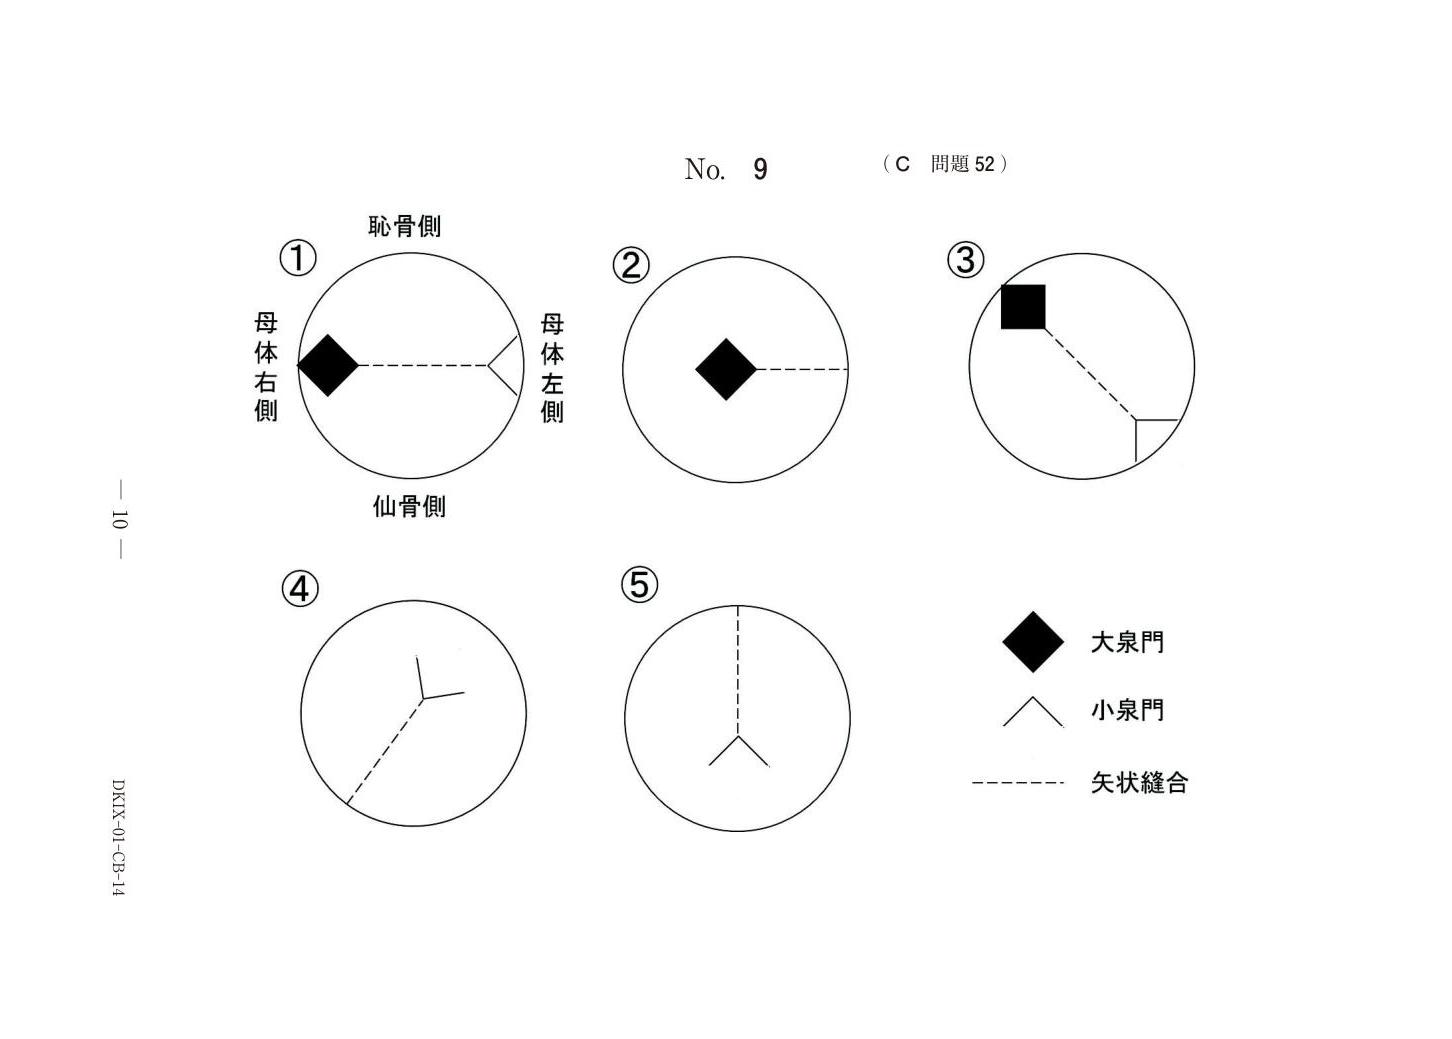 No. 9
( C 問題 52 )
①
恥骨側
母体右側
母体左側
仙骨側
②
③
④
⑤
大泉門
小泉門
矢状縫合
— 10 —
DKIX-01-CB-14